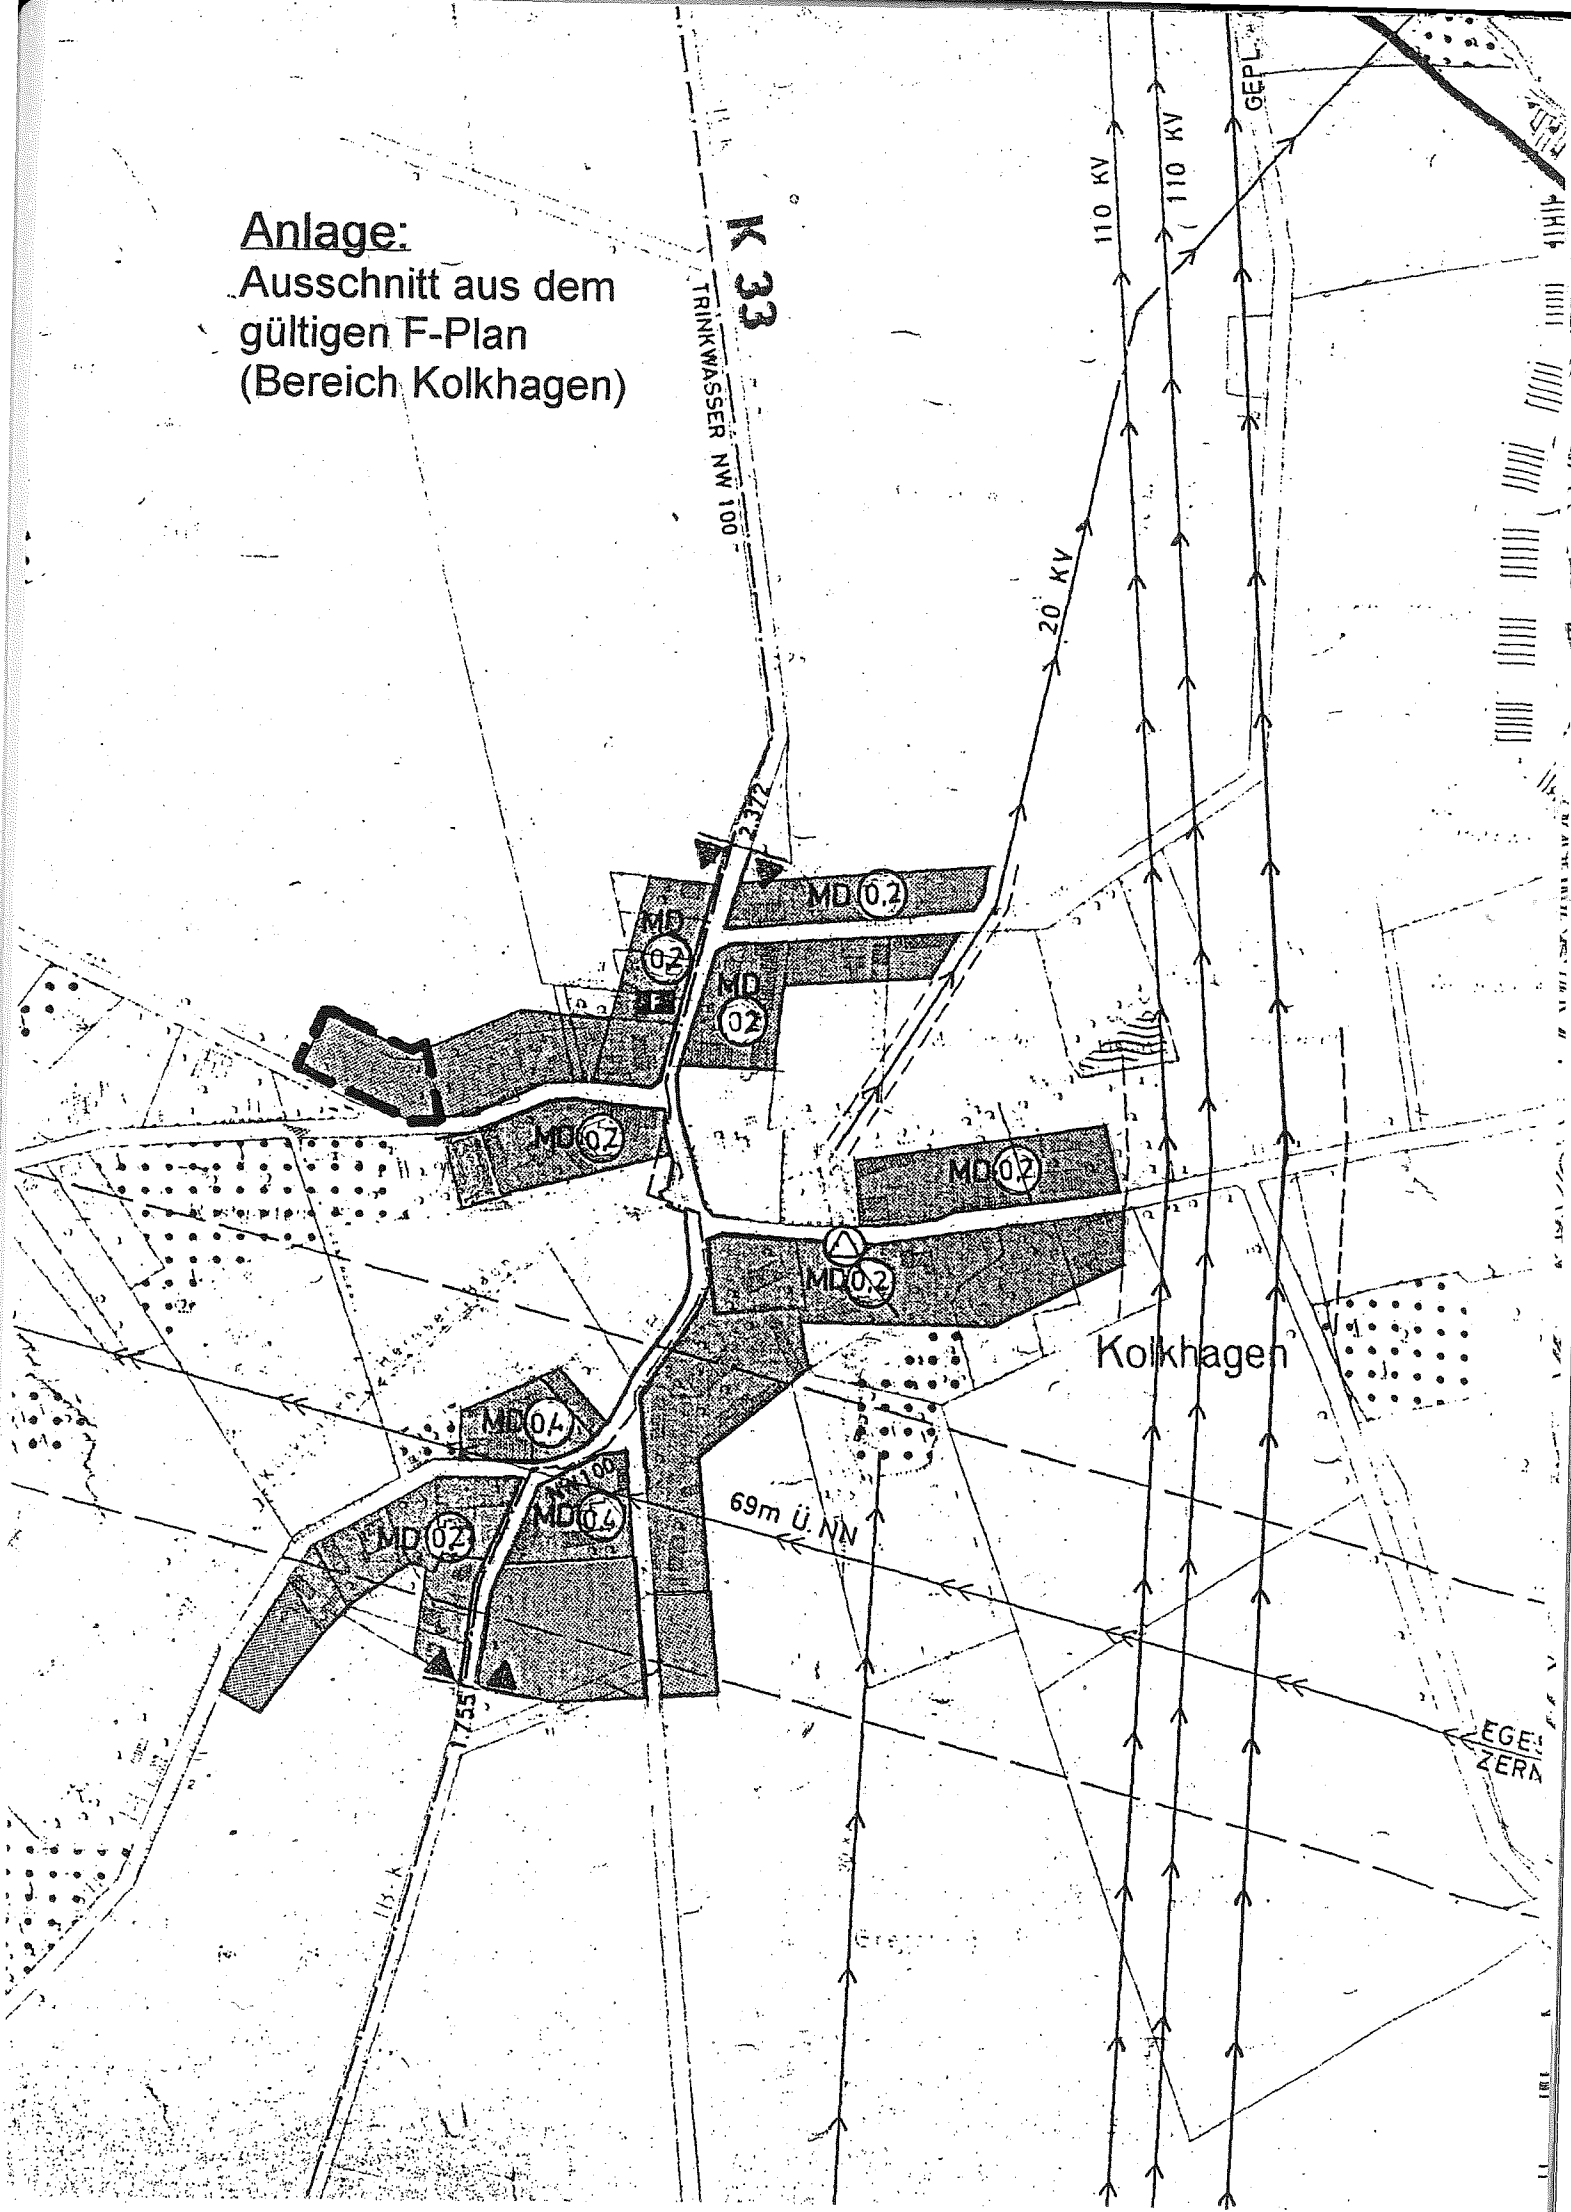 Anlage:
Ausschnitt aus dem
gültigen F-Plan
(Bereich Kolkhagen)
K 33
TRINKWASSER NW 100
110 KV
110 KV
GEPL.
20 KV
2.372
MD 0,2
MD
0,2
F
MD
0,2
MD 0,2
MD 0,2
MD 0,2
Kolkhagen
MD 0,4
NW 100
MD 0,4
MD 0,2
69m Ü. NN
1.755